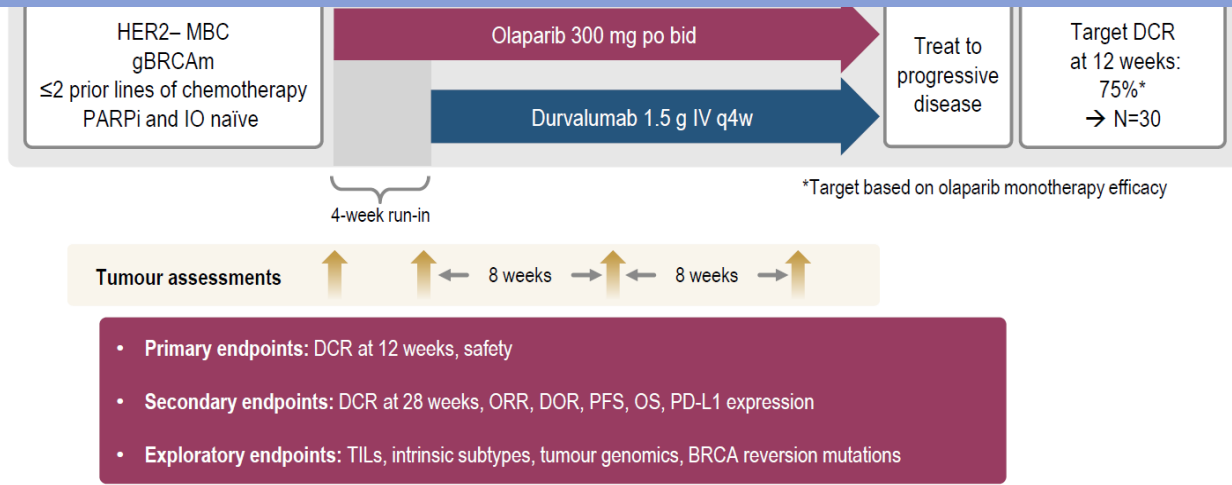 HER2– MBC
gBRCAm
≤2 prior lines of chemotherapy
PARPi and IO naïve
Olaparib 300 mg po bid
Durvalumab 1.5 g IV q4w
Treat to
progressive
disease
Target DCR
at 12 weeks:
75%*
→ N=30
4-week run-in
*Target based on olaparib monotherapy efficacy
Tumour assessments
8 weeks
8 weeks
• Primary endpoints: DCR at 12 weeks, safety
• Secondary endpoints: DCR at 28 weeks, ORR, DOR, PFS, OS, PD-L1 expression
• Exploratory endpoints: TILs, intrinsic subtypes, tumour genomics, BRCA reversion mutations